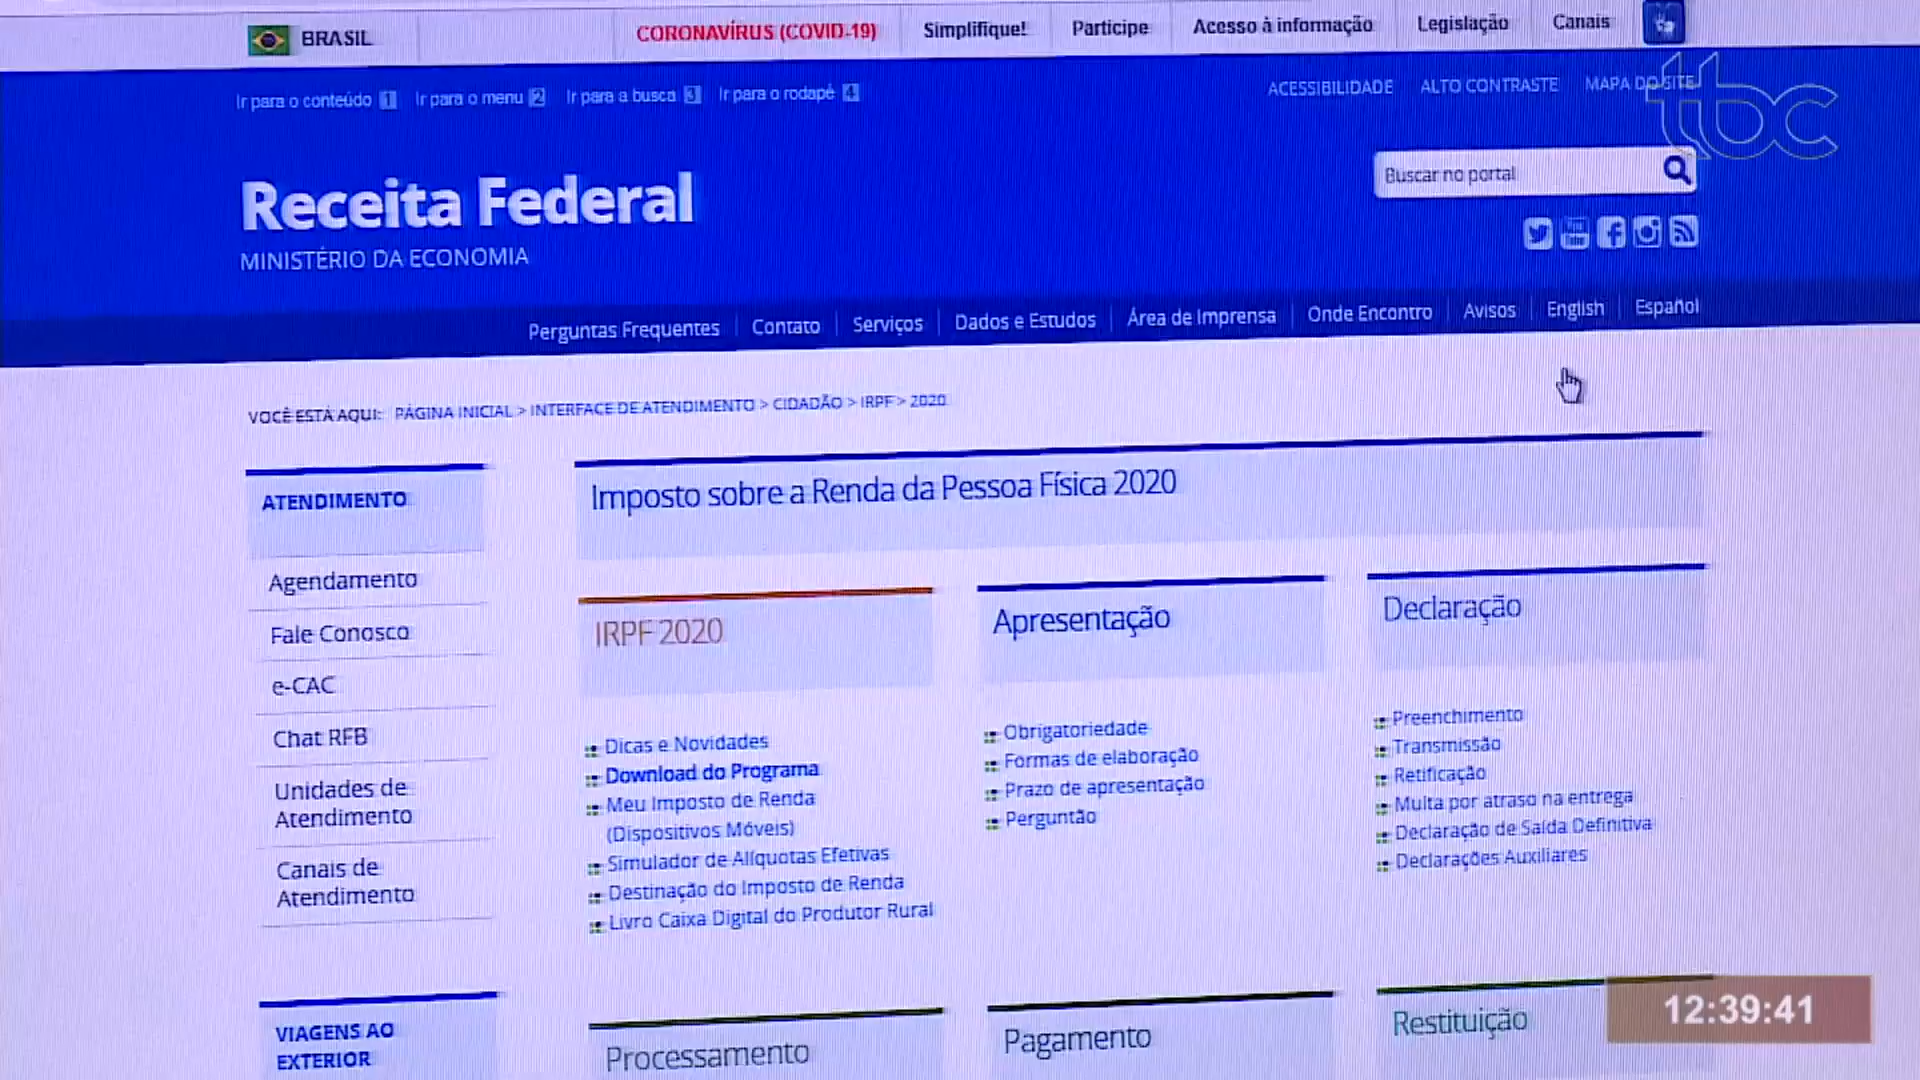 BRASIL
CORONAVÍRUS (COVID-19)
Simplifique!
Participe
Acesso à informação
Legislação
Canais
Ir para o conteúdo 1
Ir para o menu 2
Ir para a busca 3
Ir para o rodapé 4
ACESSIBILIDADE
ALTO CONTRASTE
MAPA DO SITE
tbc
Receita Federal
MINISTÉRIO DA ECONOMIA
Buscar no portal
You Tube
Perguntas Frequentes
Contato
Serviços
Dados e Estudos
Área de Imprensa
Onde Encontro
Avisos
English
Español
VOCÊ ESTÁ AQUI: PÁGINA INICIAL > INTERFACE DE ATENDIMENTO > CIDADÃO > IRPF > 2020
ATENDIMENTO
Agendamento
Fale Conosco
e-CAC
Chat RFB
Unidades de
Atendimento
Canais de
Atendimento
VIAGENS AO
EXTERIOR
Imposto sobre a Renda da Pessoa Física 2020
IRPF 2020
Dicas e Novidades
Download do Programa
Meu Imposto de Renda
(Dispositivos Móveis)
Simulador de Alíquotas Efetivas
Destinação do Imposto de Renda
Livro Caixa Digital do Produtor Rural
Apresentação
Obrigatoriedade
Formas de elaboração
Prazo de apresentação
Perguntão
Declaração
Preenchimento
Transmissão
Retificação
Multa por atraso na entrega
Declaração de Saída Definitiva
Declarações Auxiliares
Processamento
Pagamento
Restituição
12:39:41